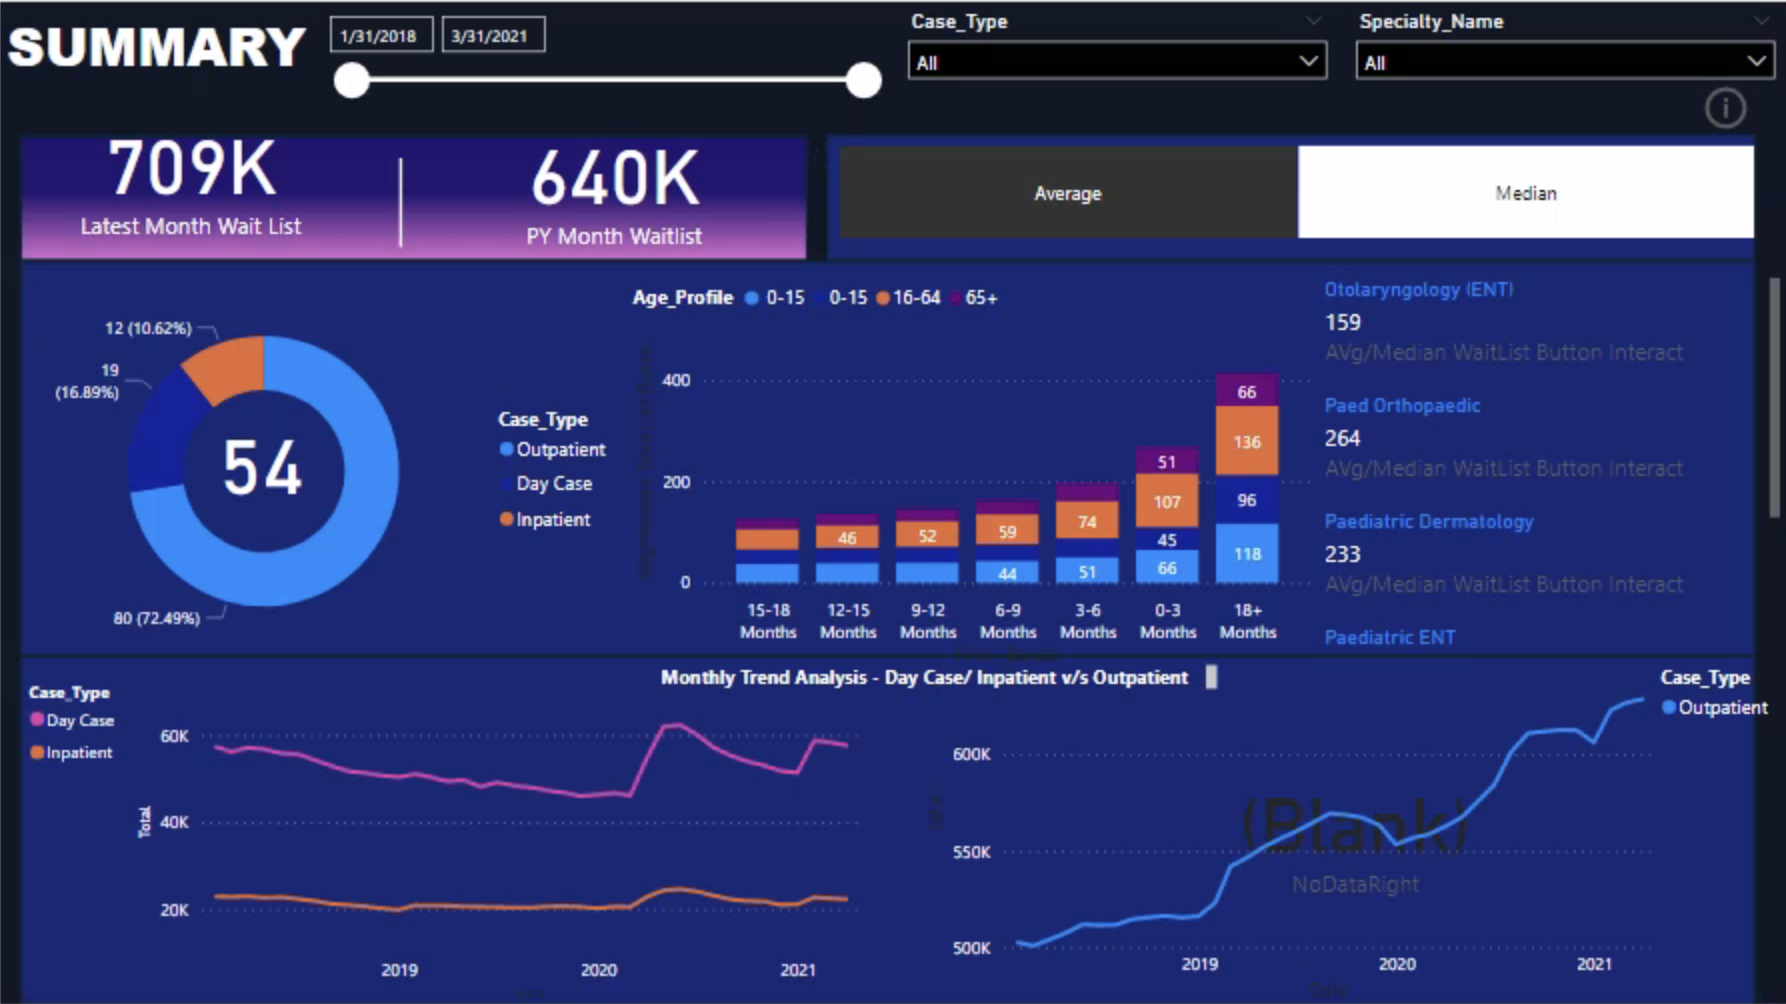 SUMMARY
1/31/2018
3/31/2021
Case_Type
All
Specialty_Name
All
i
709K
Latest Month Wait List
640K
PY Month Waitlist
Average
Median
12 (10.62%)
19
(16.89%)
54
80 (72.49%)
Case_Type
Outpatient
Day Case
Inpatient
Age_Profile 0-15 0-15 16-64 65+
400
200
0
46
52
59
44
74
51
51
107
45
66
66
136
96
118
15-18
Months
12-15
Months
9-12
Months
6-9
Months
3-6
Months
0-3
Months
18+
Months
Otolaryngology (ENT)
159
AVg/Median WaitList Button Interact
Paed Orthopaedic
264
AVg/Median WaitList Button Interact
Paediatric Dermatology
233
AVg/Median WaitList Button Interact
Paediatric ENT
Monthly Trend Analysis - Day Case/ Inpatient v/s Outpatient
Case_Type
Day Case
Inpatient
Total
60K
40K
20K
2019
2020
2021
Case_Type
Outpatient
600K
550K
500K
(Blank)
NoDataRight
2019
2020
2021